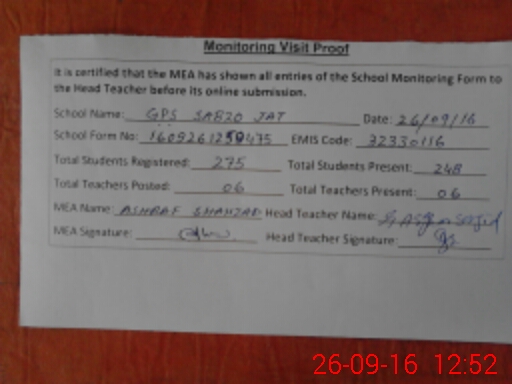 Monitoring Visit Proof
It is certified that the MEA has shown all entries of the School Monitoring Form to
the Head Teacher before its online submission.
School Name: GPS SABZO JAT Date: 26/09/16
School Form No: 1609261250475 EMIS Code: 32330116
Total Students Registered: 275 Total Students Present: 248
Total Teachers Posted: 06 Total Teachers Present: 06
MEA Name: ASHRAF SHAHZAD Head Teacher Name:
MEA Signature: Head Teacher Signature:
26-09-16 12:52